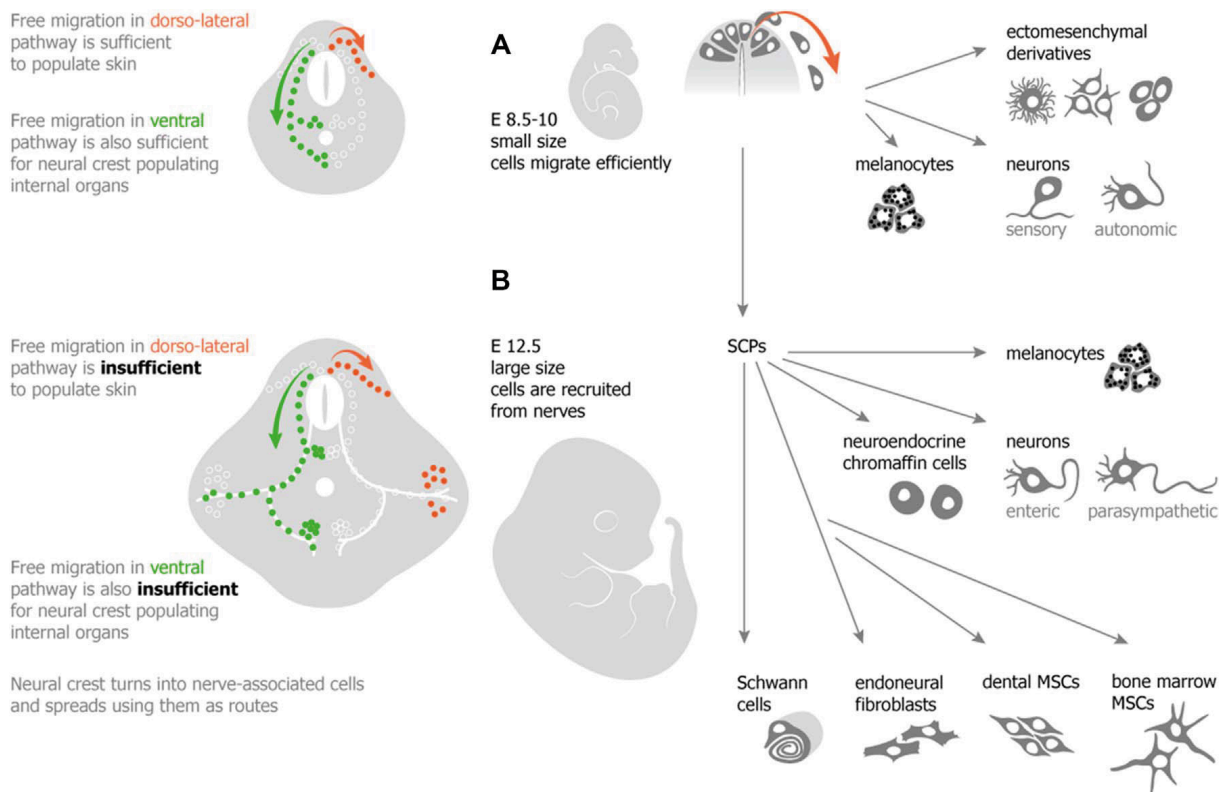 Free migration in dorso-lateral
pathway is sufficient
to populate skin
Free migration in ventral
pathway is also sufficient
for neural crest populating
internal organs
A
E 8.5-10
small size
cells migrate efficiently
ectomesenchymal
derivatives
melanocytes
neurons
sensory
autonomic
B
Free migration in dorso-lateral
pathway is insufficient
to populate skin
Free migration in ventral
pathway is also insufficient
for neural crest populating
internal organs
Neural crest turns into nerve-associated cells
and spreads using them as routes
E 12.5
large size
cells are recruited
from nerves
SCPs
melanocytes
neuroendocrine
chromaffin cells
neurons
enteric
parasympathetic
Schwann
cells
endoneural
fibroblasts
dental MSCs
bone marrow
MSCs